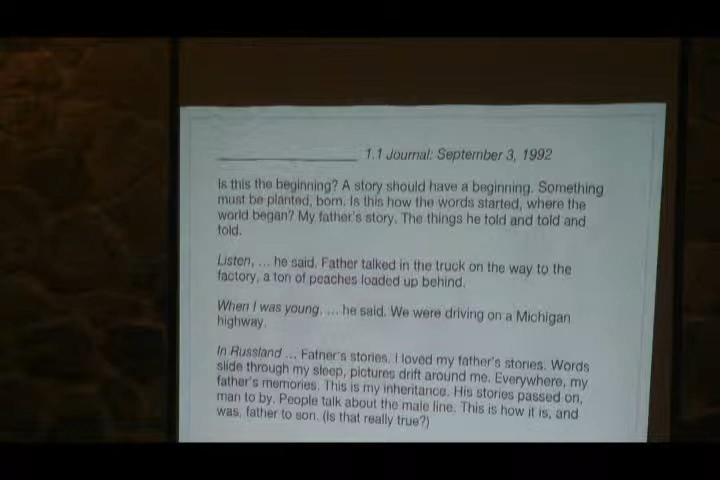 1.1 Journal: September 3, 1992
Is this the beginning? A story should have a beginning. Something
must be planted, born. Is this how the words started, where the
world began? My father's story. The things he told and told and
told.
Listen, ... he said. Father talked in the truck on the way to the
factory, a ton of peaches loaded up behind.
When I was young, ... he said. We were driving on a Michigan
highway.
In Russland ... Father's stories. I loved my father's stories. Words
slide through my sleep, pictures drift around me. Everywhere, my
father's memories. This is my inheritance. His stories passed on,
man to by. People talk about the male line. This is how it is, and
was, father to son. (Is that really true?)